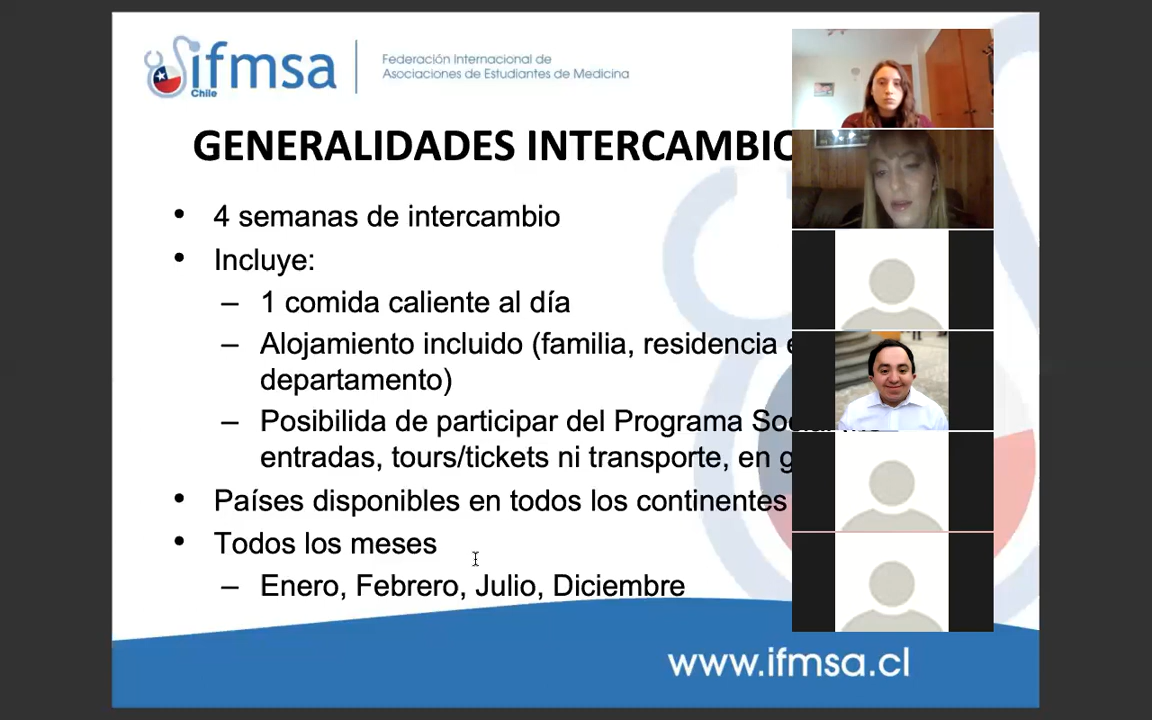 ifmsa
Chile
Federación Internacional de
Asociaciones de Estudiantes de Medicina
GENERALIDADES INTERCAMBIO
4 semanas de intercambio
Incluye:
– 1 comida caliente al día
– Alojamiento incluido (familia, residencia
departamento)
– Posibilida de participar del Programa
entradas, tours/tickets ni transporte, en
Países disponibles en todos los continentes
Todos los meses
– Enero, Febrero, Julio, Diciembre
www.ifmsa.cl